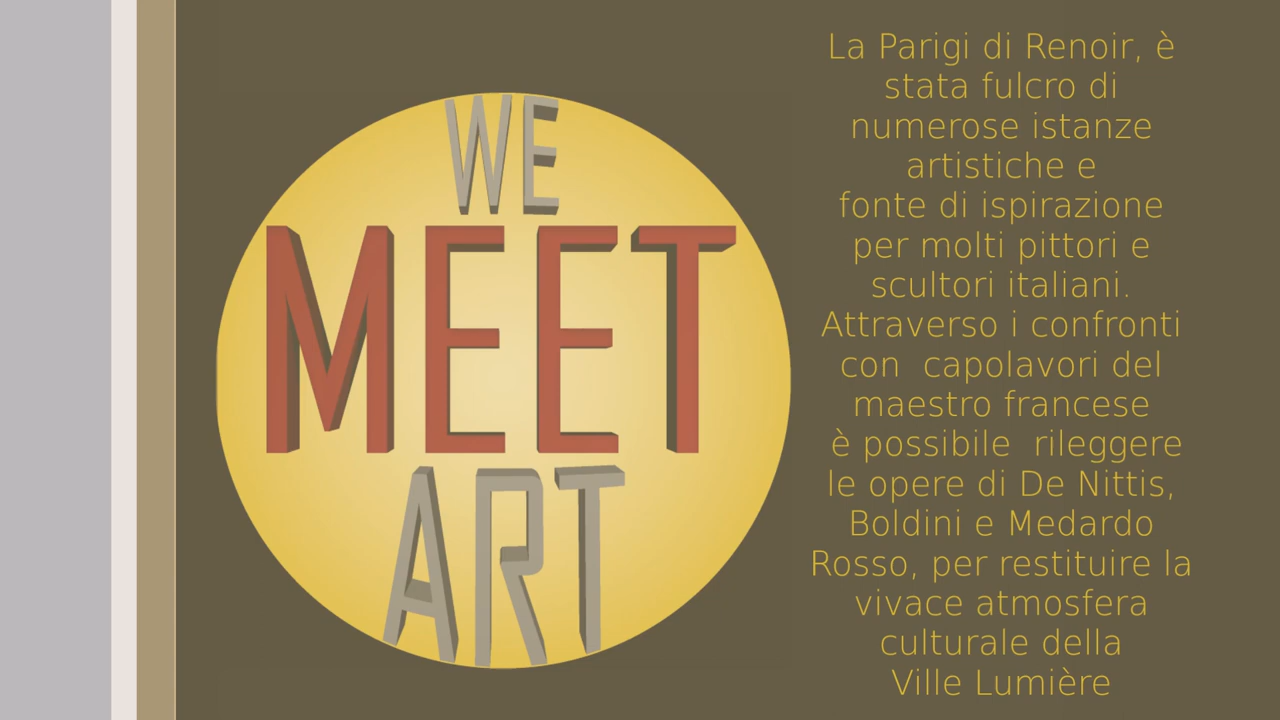 WE
MEET
ART
La Parigi di Renoir, è
stata fulcro di
numerose istanze
artistiche e
fonte di ispirazione
per molti pittori e
scultori italiani.
Attraverso i confronti
con  capolavori del
maestro francese
è possibile  rileggere
le opere di De Nittis,
Boldini e Medardo
Rosso, per restituire la
vivace atmosfera
culturale della
Ville Lumière